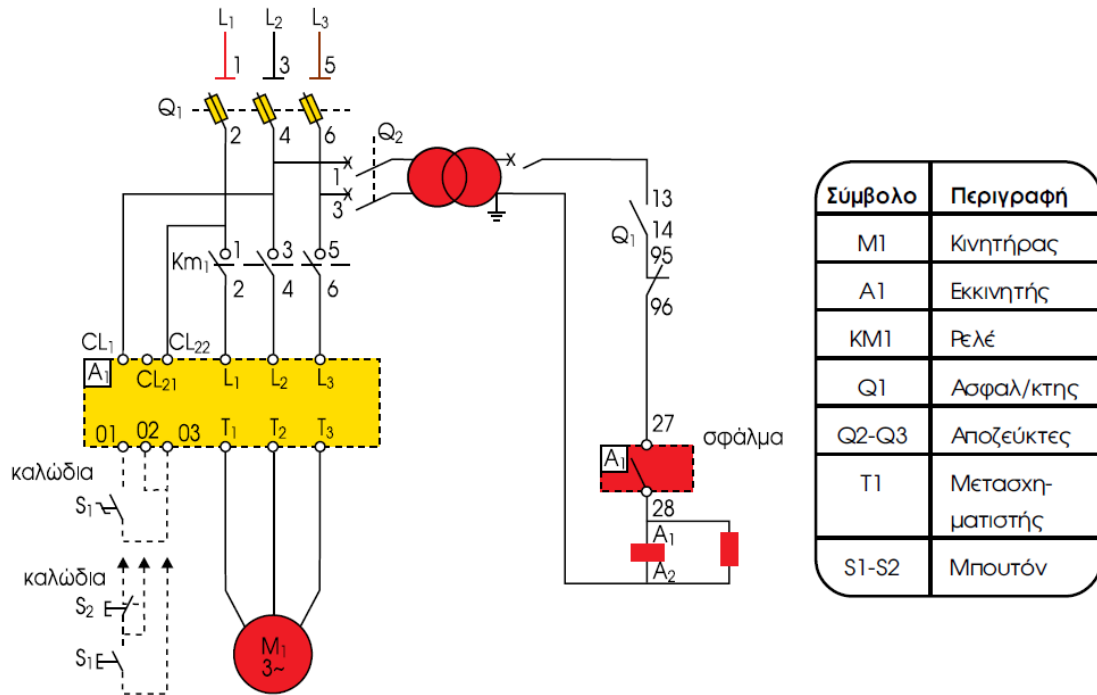 L1 L2 L3
1 3 5
Q1
2 4 6
Q2
1
3
13
Q1 14
95
96
Km1 1 3 5
2 4 6
CL1 CL21 CL22
A1 L1 L2 L3
01 02 03 T1 T2 T3
καλώδια
S1
καλώδια
S2
S1
M1
3~
27
σφάλμα
A1
28
A1
A2
Σύμβολο Περιγραφή
M1 Κινητήρας
A1 Εκκινητής
KM1 Ρελέ
Q1 Ασφαλ/κτης
Q2-Q3 Αποζεύκτες
T1 Μετασχη-
ματιστής
S1-S2 Μπουτόν